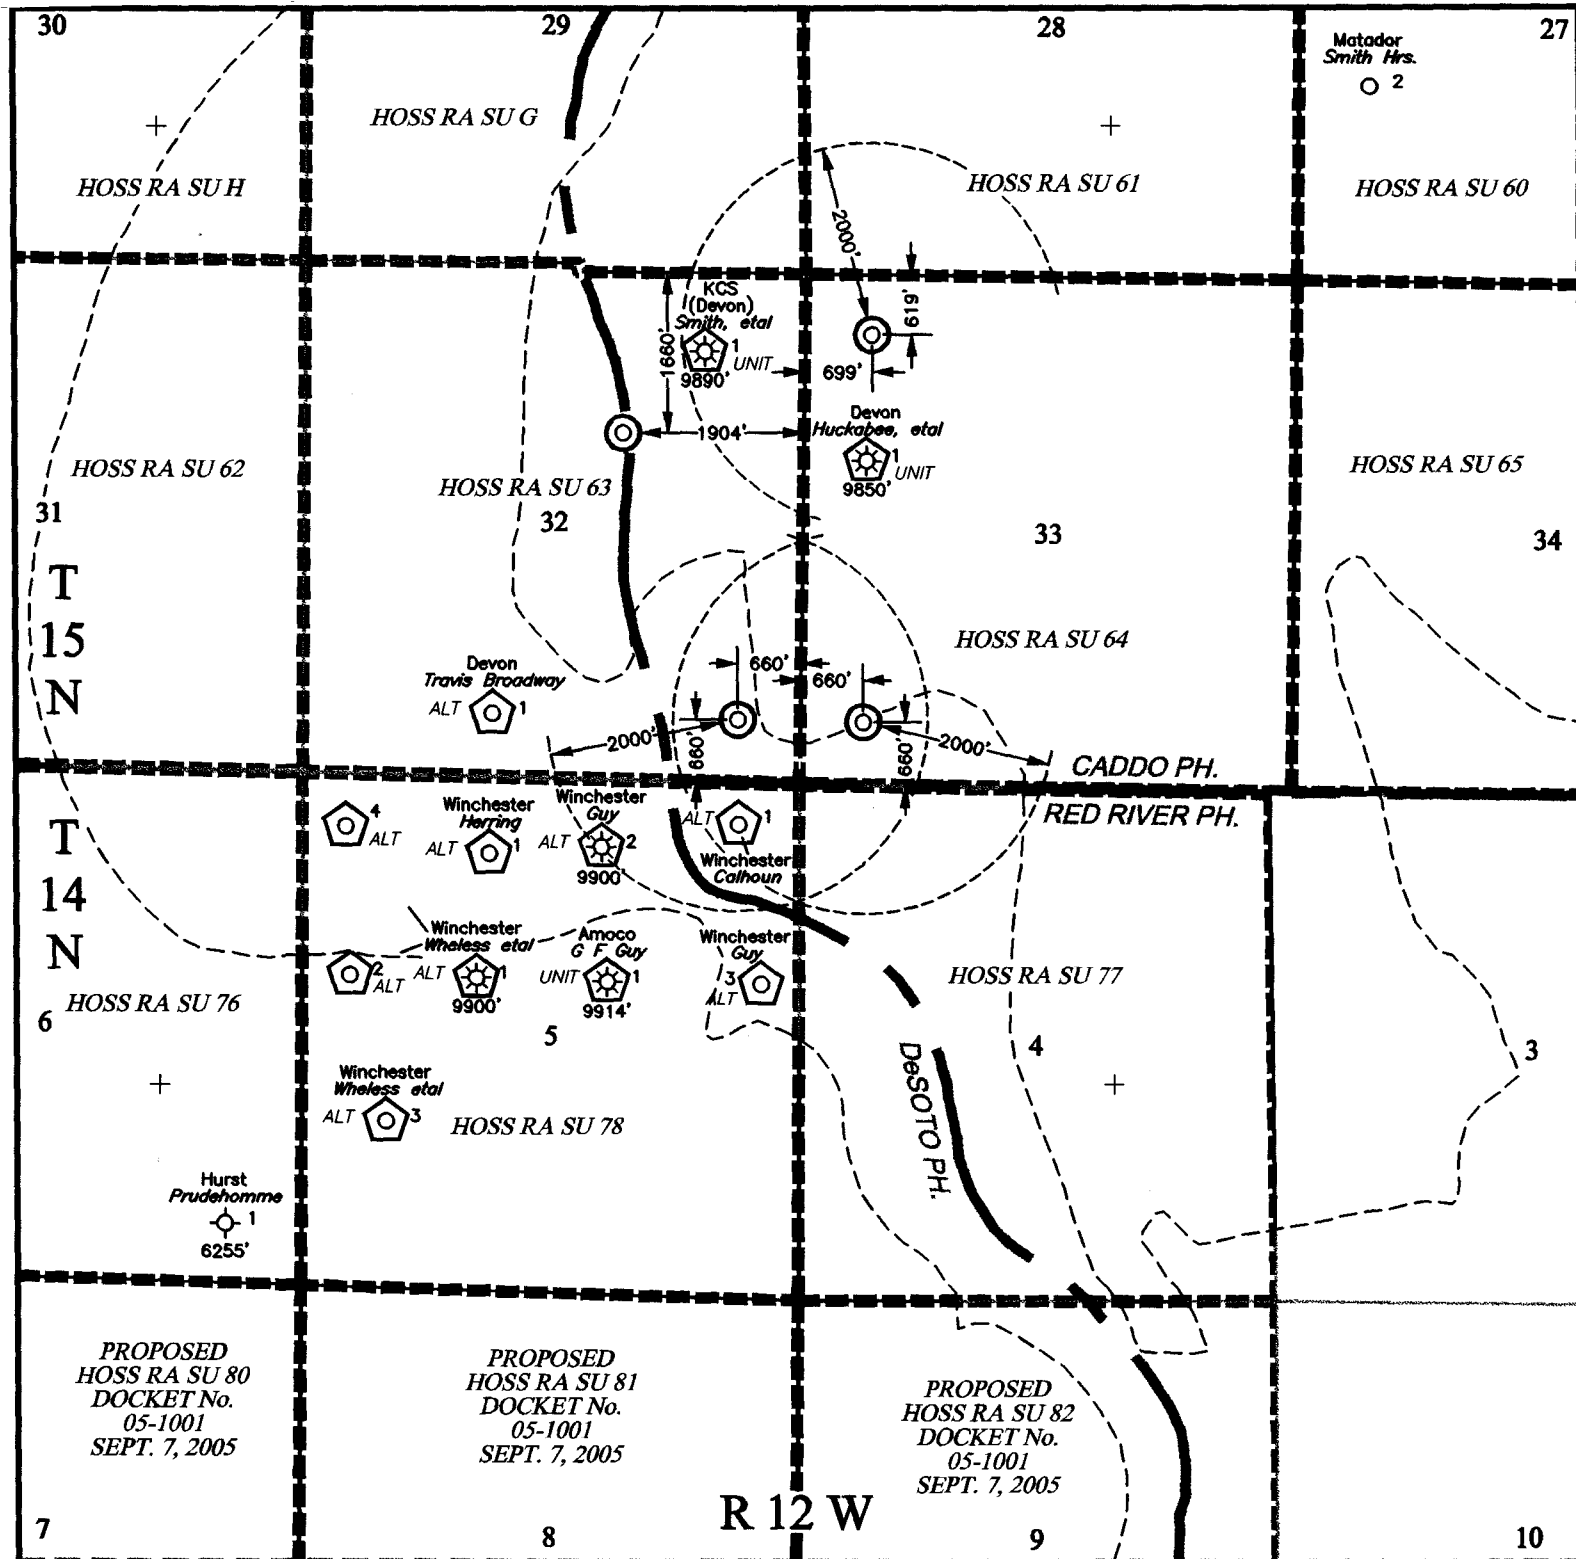 30
29
28
27
Matador
Smith Hrs.
2
HOSS RA SU G
HOSS RA SU H
HOSS RA SU 61
HOSS RA SU 60
2000'
KCS
(Devon)
Smith, etal
1
UNIT
9890'
1660'
619'
699'
1904'
Devon
Huckabee, etal
1
UNIT
9850'
HOSS RA SU 62
HOSS RA SU 63
HOSS RA SU 65
31
32
33
34
T
15
N
HOSS RA SU 64
Devon
Travis Broadway
ALT
1
660'
660'
2000'
660'
660'
2000'
CADDO PH.
RED RIVER PH.
T
14
N
4
ALT
Winchester
Herring
ALT
1
Winchester
Guy
ALT
2
9900'
ALT
1
Winchester
Calhoun
2
ALT
Winchester
Wheless etal
ALT
1
9900'
Amoco
G F Guy
UNIT
1
9914'
Winchester
Guy
3
ALT
HOSS RA SU 77
HOSS RA SU 76
6
5
4
3
DeSOTO PH.
Winchester
Wheless etal
ALT
3
HOSS RA SU 78
Hurst
Prudehomme
1
6255'
PROPOSED
HOSS RA SU 80
DOCKET No.
05-1001
SEPT. 7, 2005
PROPOSED
HOSS RA SU 81
DOCKET No.
05-1001
SEPT. 7, 2005
PROPOSED
HOSS RA SU 82
DOCKET No.
05-1001
SEPT. 7, 2005
R 12 W
7
8
9
10